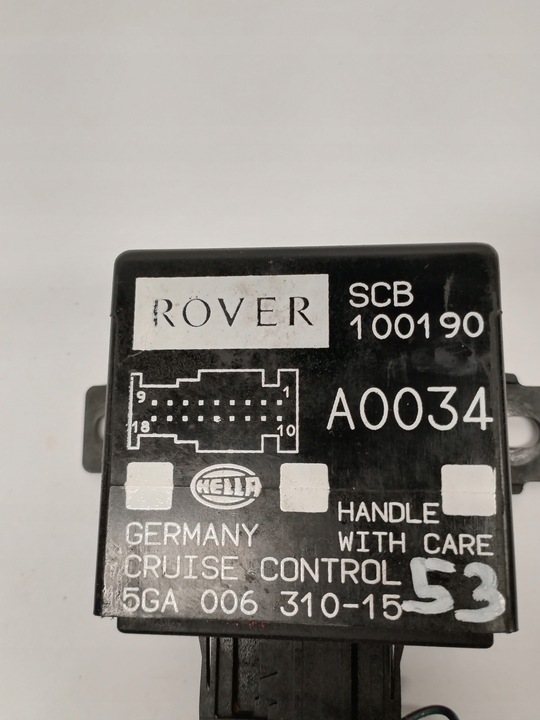 ROVER
SCB
100190
9 1
18 10
A0034
HELLA
HANDLE
WITH CARE
GERMANY
CRUISE CONTROL
5GA 006 310-15
53